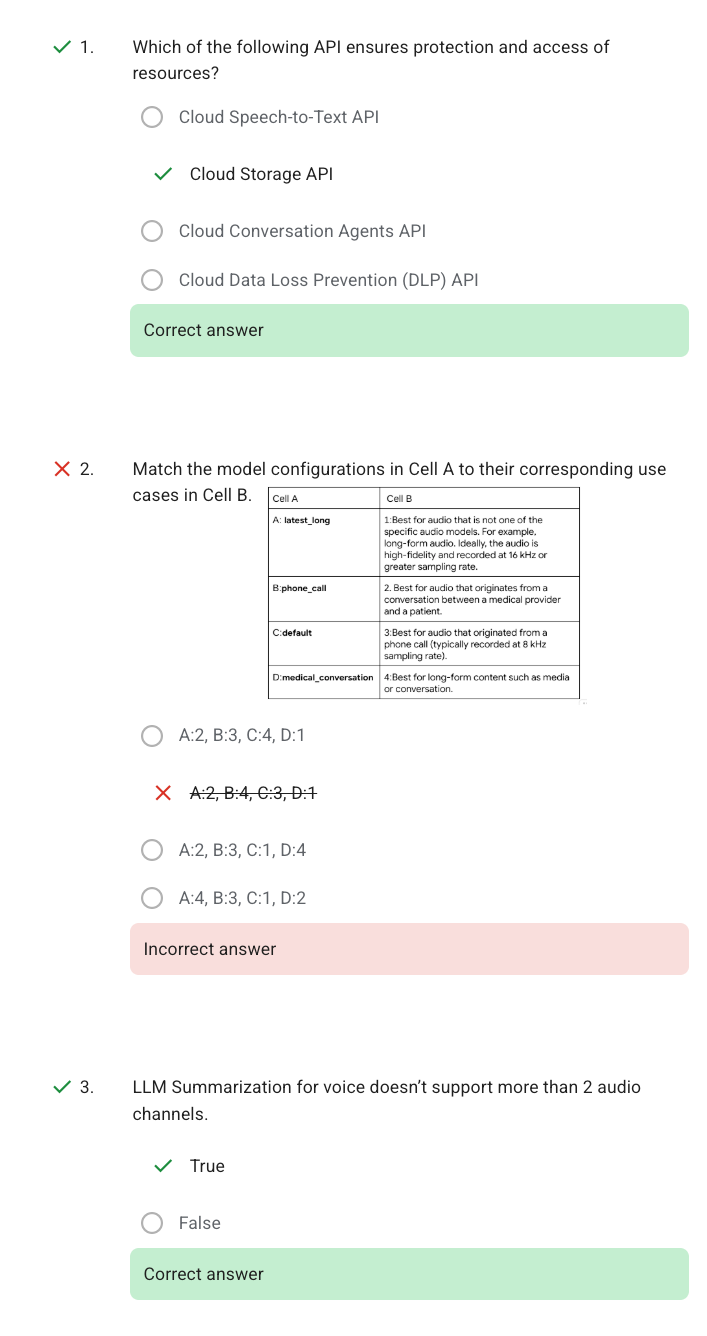 1. Which of the following API ensures protection and access of
resources?
Cloud Speech-to-Text API
Cloud Storage API
Cloud Conversation Agents API
Cloud Data Loss Prevention (DLP) API
Correct answer
2. Match the model configurations in Cell A to their corresponding use
cases in Cell B.
Cell A Cell B
A: latest_long 1:Best for audio that is not one of the
specific audio models. For example,
long-form audio. Ideally, the audio is
high-fidelity and recorded at 16 kHz or
greater sampling rate.
B:phone_call 2. Best for audio that originates from a
conversation between a medical provider
and a patient.
C:default 3:Best for audio that originated from a
phone call (typically recorded at 8 kHz
sampling rate).
D:medical_conversation 4:Best for long-form content such as media
or conversation.
A:2, B:3, C:4, D:1
A:2, B:4, C:3, D:1
A:2, B:3, C:1, D:4
A:4, B:3, C:1, D:2
Incorrect answer
3. LLM Summarization for voice doesn’t support more than 2 audio
channels.
True
False
Correct answer